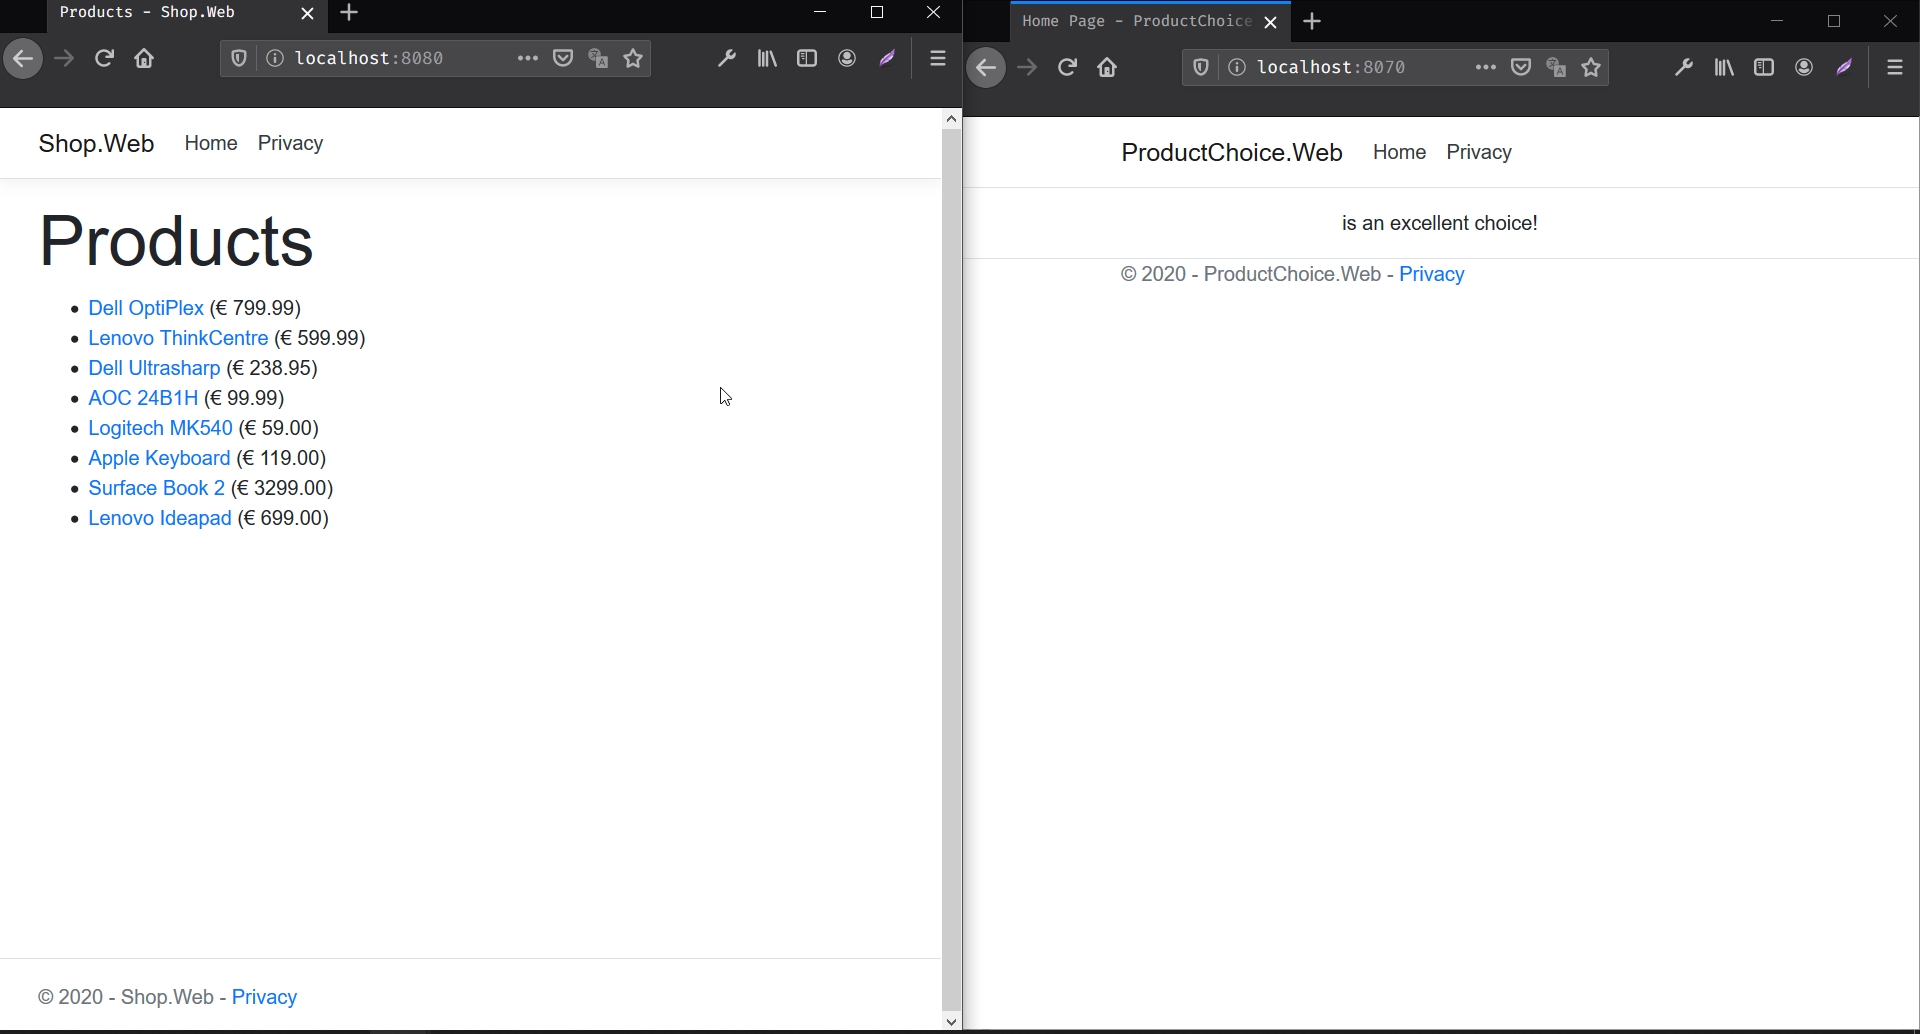 Products - Shop.Web
localhost:8080
Shop.Web Home Privacy
Products
Dell OptiPlex (€ 799.99)
Lenovo ThinkCentre (€ 599.99)
Dell Ultrasharp (€ 238.95)
AOC 24B1H (€ 99.99)
Logitech MK540 (€ 59.00)
Apple Keyboard (€ 119.00)
Surface Book 2 (€ 3299.00)
Lenovo Ideapad (€ 699.00)
© 2020 - Shop.Web - Privacy
Home Page - ProductChoice
localhost:8070
ProductChoice.Web Home Privacy
is an excellent choice!
© 2020 - ProductChoice.Web - Privacy